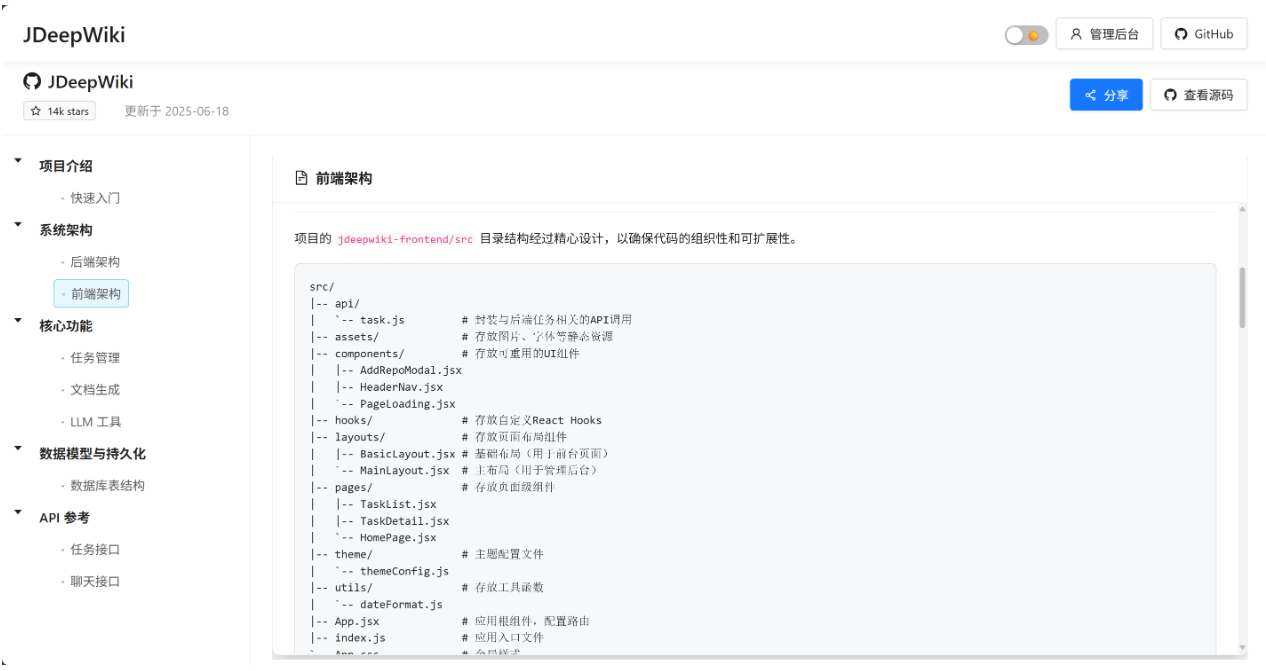 JDeepWiki
管理后台
GitHub
JDeepWiki
14k stars
更新于 2025-06-18
分享
查看源码
项目介绍
· 快速入门
系统架构
· 后端架构
· 前端架构
核心功能
· 任务管理
· 文档生成
· LLM 工具
数据模型与持久化
· 数据库表结构
API 参考
· 任务接口
· 聊天接口
前端架构
项目的 jdeepwiki-frontend/src 目录结构经过精心设计，以确保代码的组织性和可扩展性。
src/
|-- api/
|   `-- task.js         # 封装与后端任务相关的API调用
|-- assets/             # 存放图片、字体等静态资源
|-- components/         # 存放可重用的UI组件
|   |-- AddRepoModal.jsx
|   |-- HeaderNav.jsx
|   `-- PageLoading.jsx
|-- hooks/              # 存放自定义React Hooks
|-- layouts/            # 存放页面布局组件
|   |-- BasicLayout.jsx # 基础布局（用于前台页面）
|   `-- MainLayout.jsx  # 主布局（用于管理后台）
|-- pages/              # 存放页面级组件
|   |-- TaskList.jsx
|   |-- TaskDetail.jsx
|   `-- HomePage.jsx
|-- theme/              # 主题配置文件
|   `-- themeConfig.js
|-- utils/              # 存放工具函数
|   `-- dateFormat.js
|-- App.jsx             # 应用根组件，配置路由
|-- index.js            # 应用入口文件
`-- App.css             # 全局样式